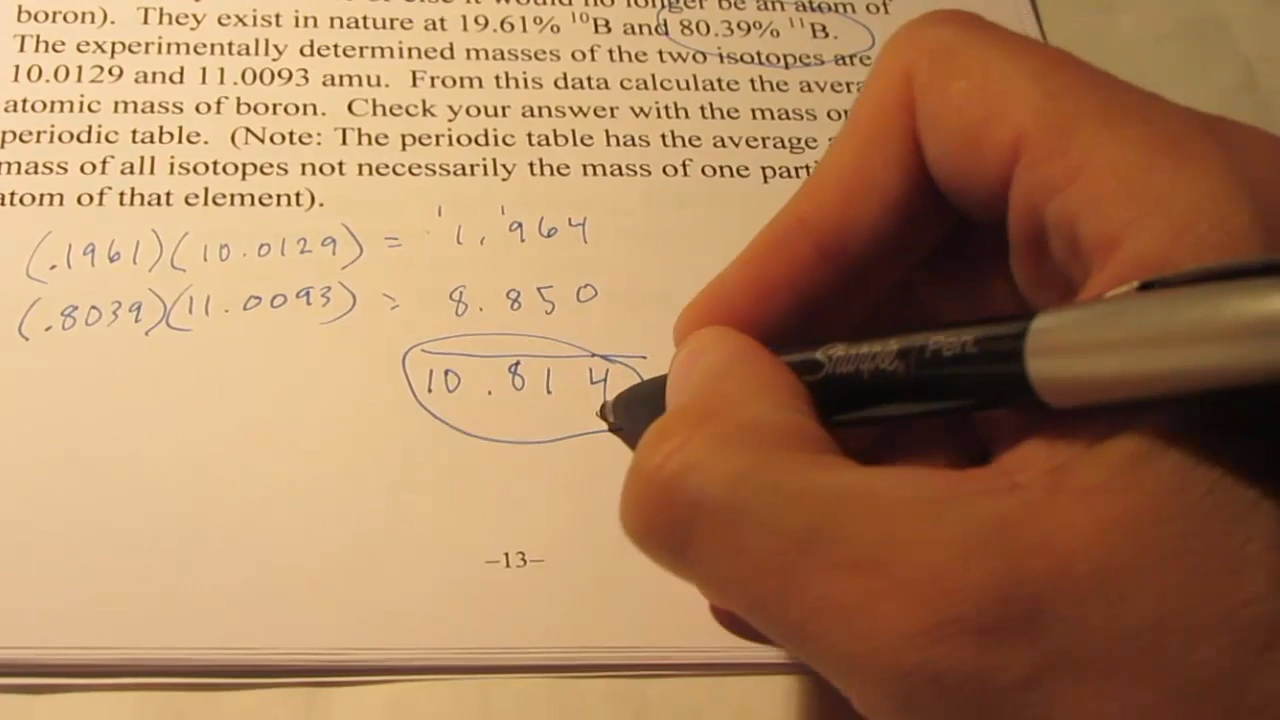 be an atom of
boron). They exist in nature at 19.61% ¹⁰B and 80.39% ¹¹B.
The experimentally determined masses of the two isotopes are
10.0129 and 11.0093 amu. From this data calculate the avera
atomic mass of boron. Check your answer with the mass o
periodic table. (Note: The periodic table has the average
mass of all isotopes not necessarily the mass of one parti
atom of that element).
(.1961)(10.0129) = 1.964
(.8039)(11.0093) = 8.850
10.814
Sharpie Pen
–13–